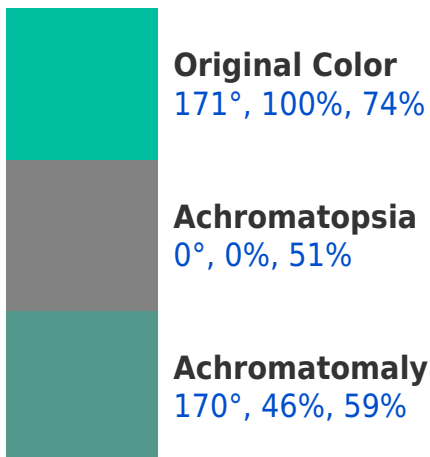 Original Color
171°, 100%, 74%
Achromatopsia
0°, 0%, 51%
Achromatomaly
170°, 46%, 59%